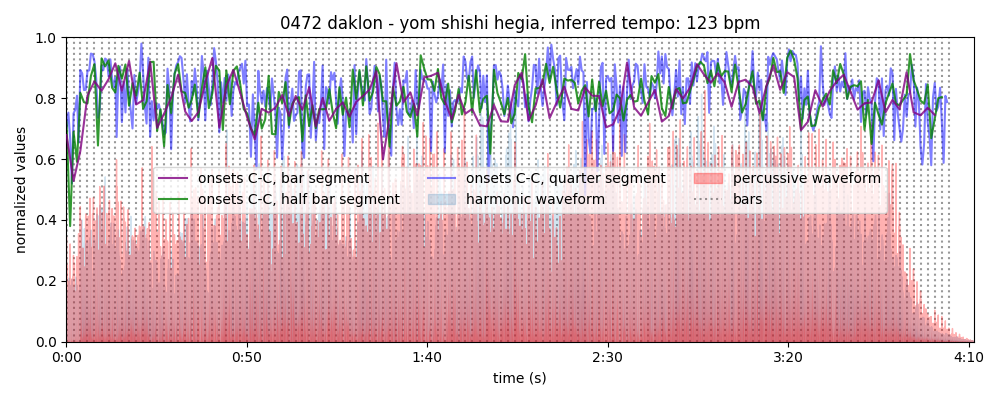 0472 daklon - yom shishi hegia, inferred tempo: 123 bpm
normalized values
1.0
0.8
0.6
0.4
0.2
0.0
onsets C-C, bar segment
onsets C-C, half bar segment
onsets C-C, quarter segment
harmonic waveform
percussive waveform
bars
0:00 0:50 1:40 2:30 3:20 4:10
time (s)